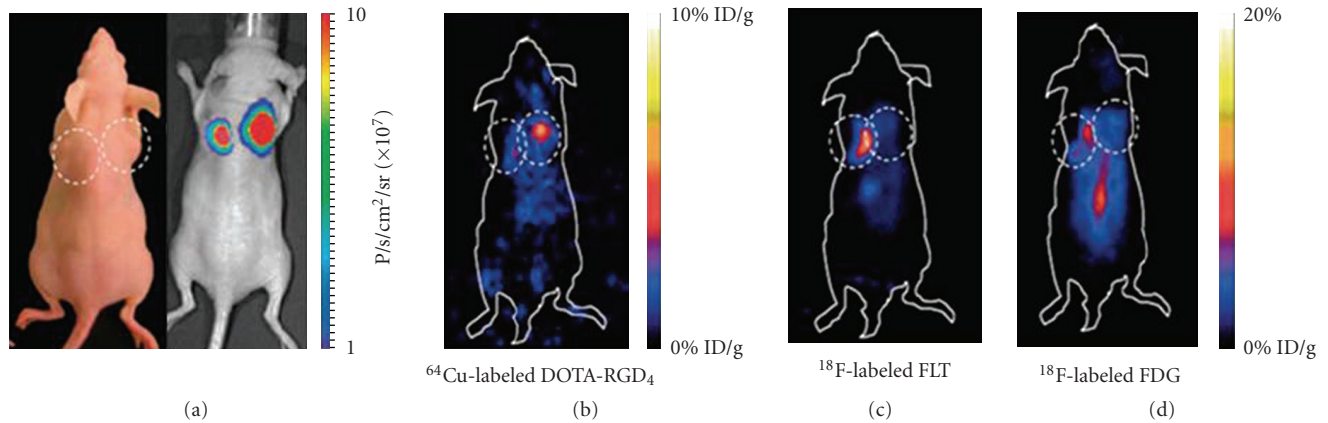 10
1
P/s/cm²/sr (×10⁷)
10% ID/g
0% ID/g
20%
0% ID/g
⁶⁴Cu-labeled DOTA-RGD₄
¹⁸F-labeled FLT
¹⁸F-labeled FDG
(a)
(b)
(c)
(d)